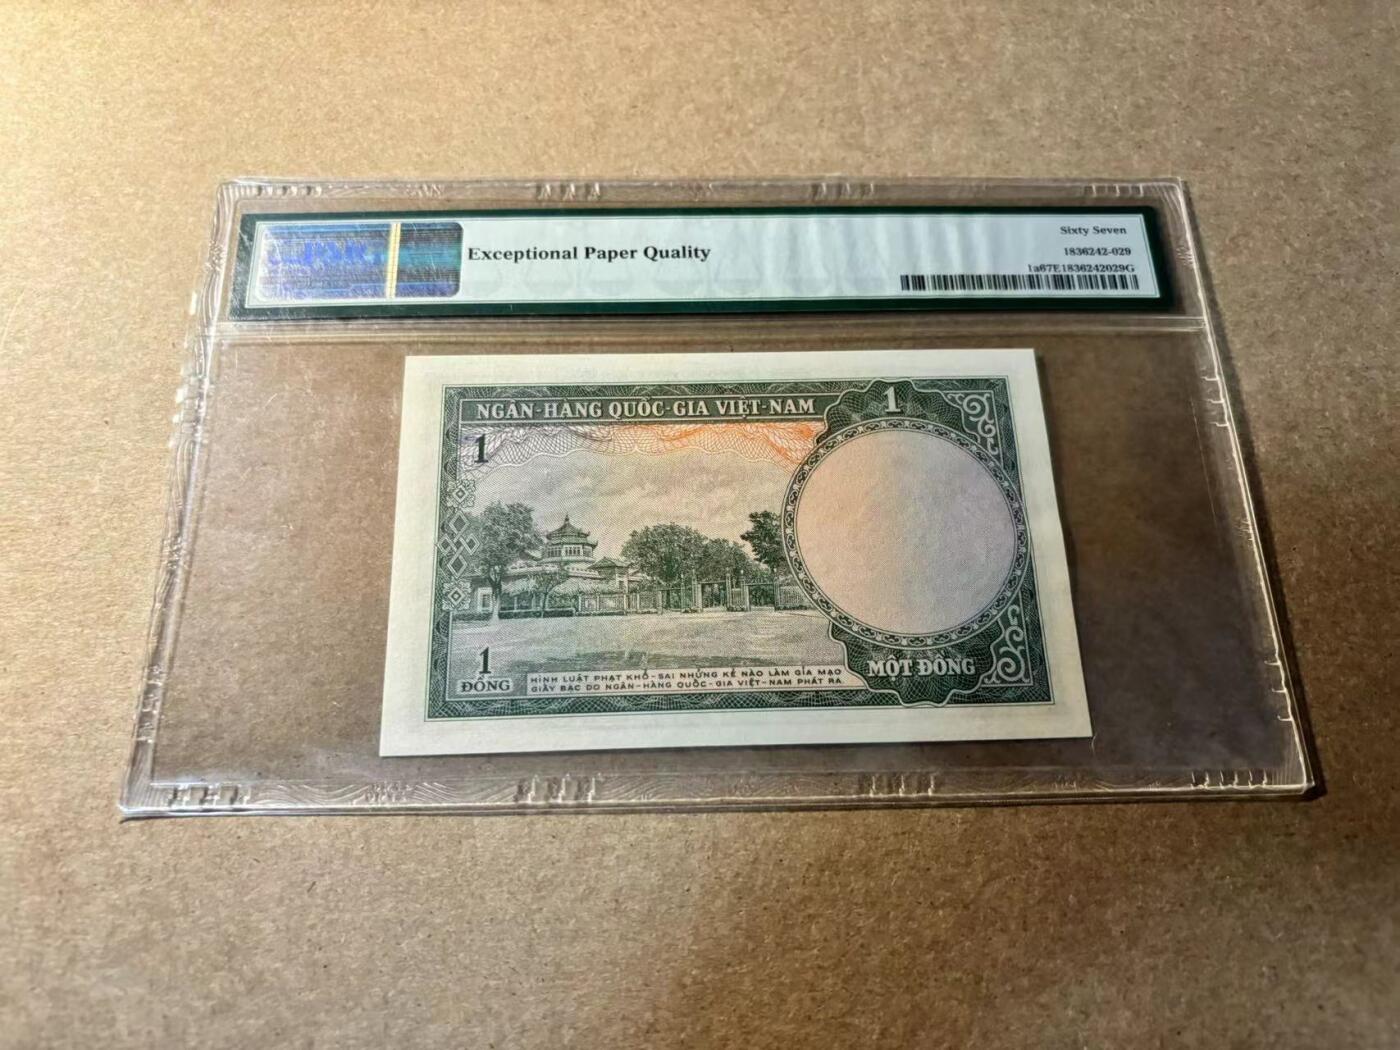 PMG
Exceptional Paper Quality
Sixty Seven
1836242-029
1a67E1836242029G
NGÂN-HÀNG QUỐC-GIA VIỆT-NAM
1
1
1
ĐỒNG
HÌNH LUẬT PHẠT KHỔ-SAI NHỮNG KẺ NÀO LÀM GIẢ MẠO
GIẤY BẠC DO NGÂN-HÀNG QUỐC-GIA VIỆT-NAM PHÁT RA.
MỘT ĐỒNG